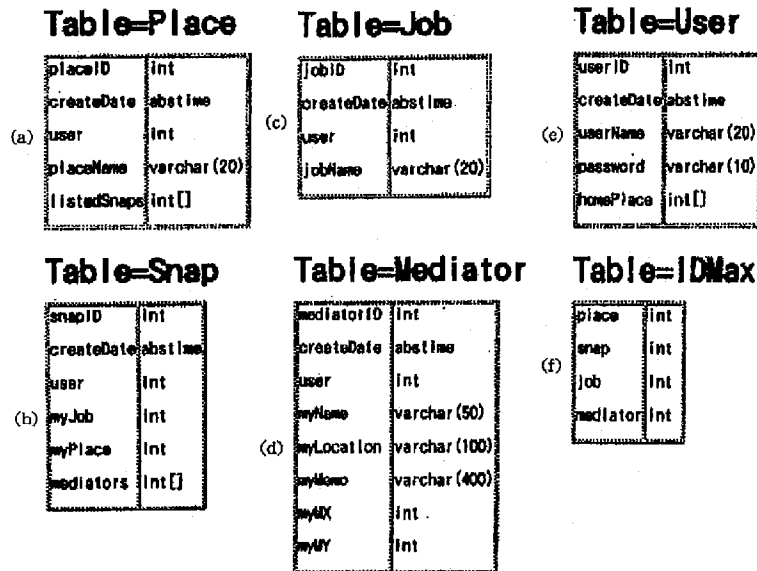 Table=Place
(a)
placeID int
createDate abstime
user int
placeName varchar(20)
listedSnaps int[]
Table=Job
(c)
jobID int
createDate abstime
user int
jobName varchar(20)
Table=User
(e)
userID int
createDate abstime
userName varchar(20)
password varchar(10)
homePlace int[]
Table=Snap
(b)
snapID int
createDate abstime
user int
myJob int
myPlace int
mediators int[]
Table=Mediator
(d)
mediatorID int
createDate abstime
user int
myName varchar(50)
myLocation varchar(100)
myMemo varchar(400)
myWX int
myWY int
Table=IDMax
(f)
place int
snap int
job int
mediator int